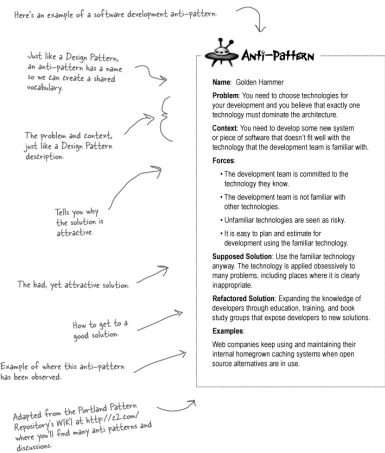 Here's an example of a software development anti-pattern.
Just like a Design Pattern,
an anti-pattern has a name
so we can create a shared
vocabulary.
The problem and context,
just like a Design Pattern
description.
Tells you why
the solution is
attractive.
The bad, yet attractive solution.
How to get to a
good solution.
Example of where this anti-pattern
has been observed.
Adapted from the Portland Pattern
Repository's WIKI at http://c2.com/
where you'll find many anti patterns and
discussions.
Anti-Pattern
Name: Golden Hammer
Problem: You need to choose technologies for
your development and you believe that exactly one
technology must dominate the architecture.
Context: You need to develop some new system
or piece of software that doesn't fit well with the
technology that the development team is familiar with.
Forces:
• The development team is committed to the
technology they know.
• The development team is not familiar with
other technologies.
• Unfamiliar technologies are seen as risky.
• It is easy to plan and estimate for
development using the familiar technology.
Supposed Solution: Use the familiar technology
anyway. The technology is applied obsessively to
many problems, including places where it is clearly
inappropriate.
Refactored Solution: Expanding the knowledge of
developers through education, training, and book
study groups that expose developers to new solutions.
Examples:
Web companies keep using and maintaining their
internal homegrown caching systems when open
source alternatives are in use.